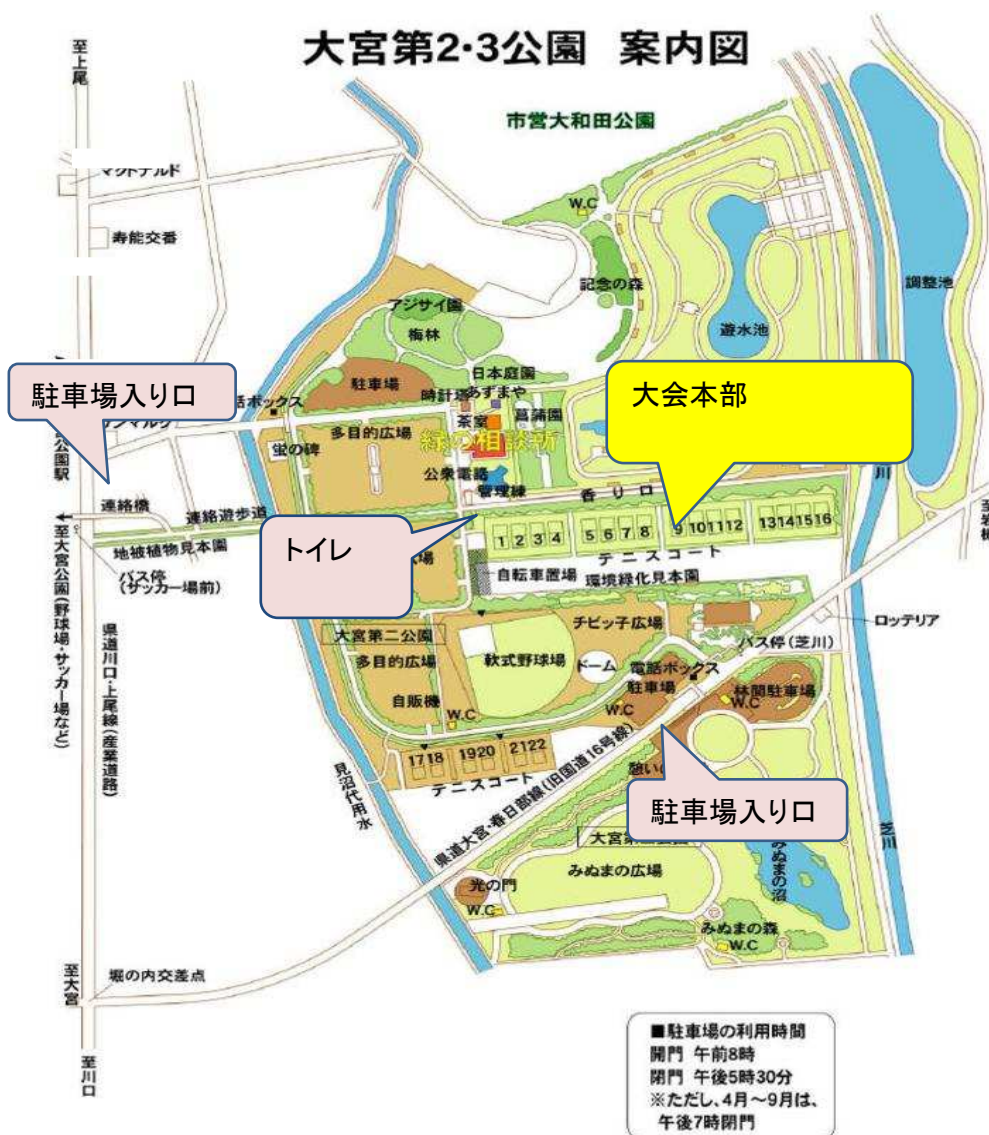 大宮第2・3公園 案内図
至上尾
市営大和田公園
マクドナルド
寿能交番
W.C
記念の森
調整池
遊水池
アジサイ園
梅林
日本庭園
駐車場
時計塔
あずまや
駐車場入り口
大会本部
茶室
菖蒲園
多目的広場
緑の相談所
蛍の碑
公衆電話
管理棟
香り
連絡橋
連絡遊歩道
地被植物見本園
至大宮公園(野球場・サッカー場など)
バス停
(サッカー場前)
トイレ
1 2 3 4
5 6 7 8
9 10 11 12
13 14 15 16
テニスコート
自転車置場
環境緑化見本園
チビッ子広場
ロッテリア
大宮第二公園
多目的広場
軟式野球場
ドーム
電話ボックス
バス停(芝川)
駐車場
林間駐車場
自販機
W.C
W.C
W.C
17 18
19 20
21 22
テニスコート
県道川口・上尾線(産業道路)
見沼代用水
県道大宮・春日部線(旧国道16号線)
駐車場入り口
芝川
みぬまの広場
みぬまの沼
光の門
W.C
みぬまの森
W.C
至大宮
堀の内交差点
至川口
■駐車場の利用時間
開門 午前8時
閉門 午後5時30分
※ただし、4月～9月は、
午後7時閉門